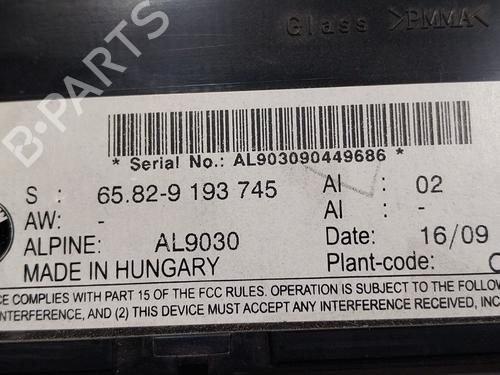 Glass >PMMA<
B-PARTS
* Serial No.: AL903090449686 *
S : 65.82-9 193 745 AI : 02
AW: - AI : -
ALPINE: AL9030 Date: 16/09
MADE IN HUNGARY Plant-code:
CE COMPLIES WITH PART 15 OF THE FCC RULES. OPERATION IS SUBJECT TO THE FOLLOW
INTERFERENCE, AND (2) THIS DEVICE MUST ACCEPT ANY INTERFERENCE RECEIVED, INC